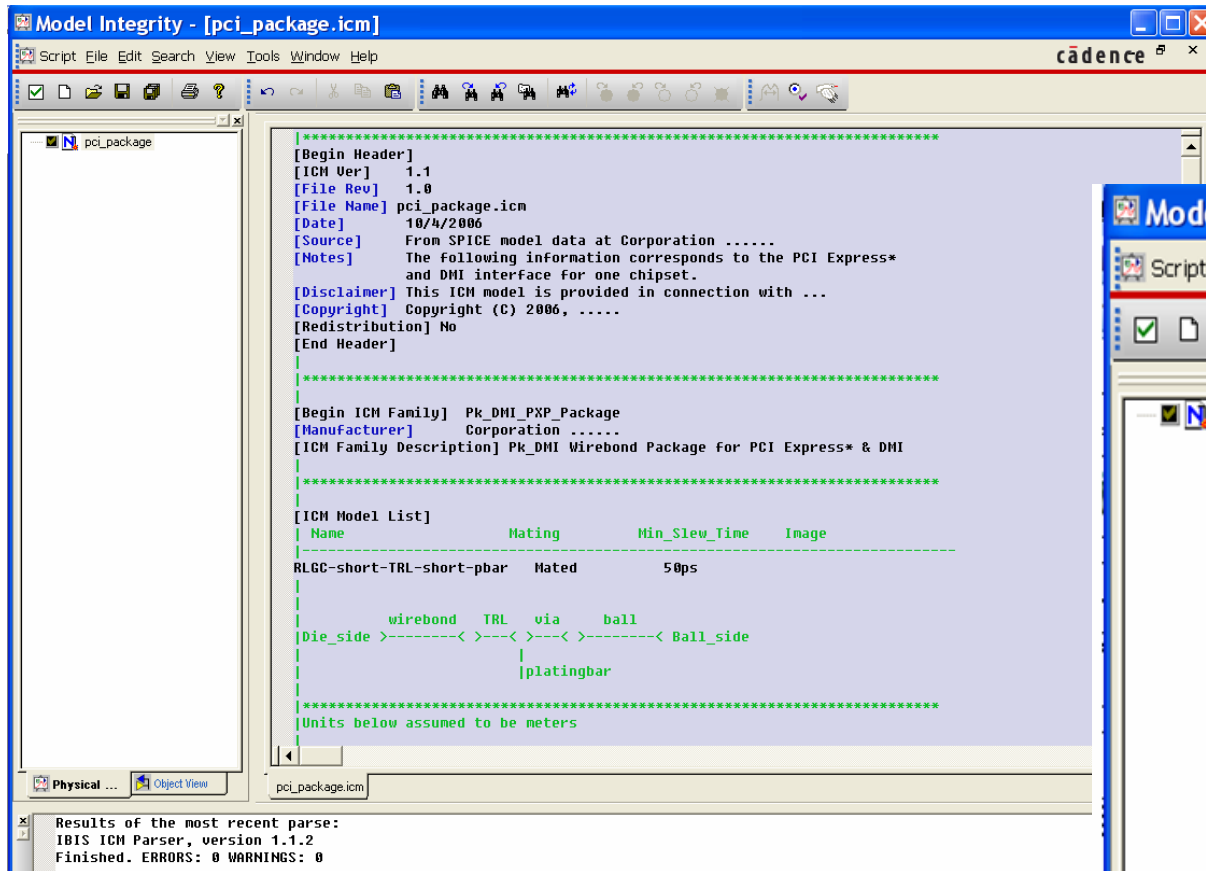 Model Integrity - [pci_package.icm]
Script File Edit Search View Tools Window Help
cādence
pci_package
|***************************************************************************
[Begin Header]
[ICM Ver] 1.1
[File Rev] 1.0
[File Name] pci_package.icm
[Date] 10/4/2006
[Source] From SPICE model data at Corporation ......
[Notes] The following information corresponds to the PCI Express*
and DMI interface for one chipset.
[Disclaimer] This ICM model is provided in connection with ...
[Copyright] Copyright (C) 2006, .....
[Redistribution] No
[End Header]
|
|***************************************************************************
|
[Begin ICM Family] Pk_DMI_PXP_Package
[Manufacturer] Corporation ......
[ICM Family Description] Pk_DMI Wirebond Package for PCI Express* & DMI
|
|***************************************************************************
|
[ICM Model List]
| Name Mating Min_Slew_Time Image
|-----------------------------------------------------------------------------
RLGC-short-TRL-short-pbar Mated 50ps
|
|
| wirebond TRL via ball
|Die_side >--------< >---< >---< >--------< Ball_side
| |
| |platingbar
|
|***************************************************************************
|Units below assumed to be meters
|
Physical ... Object View
pci_package.icm
Results of the most recent parse:
IBIS ICM Parser, version 1.1.2
Finished. ERRORS: 0 WARNINGS: 0
Mode
Script
N